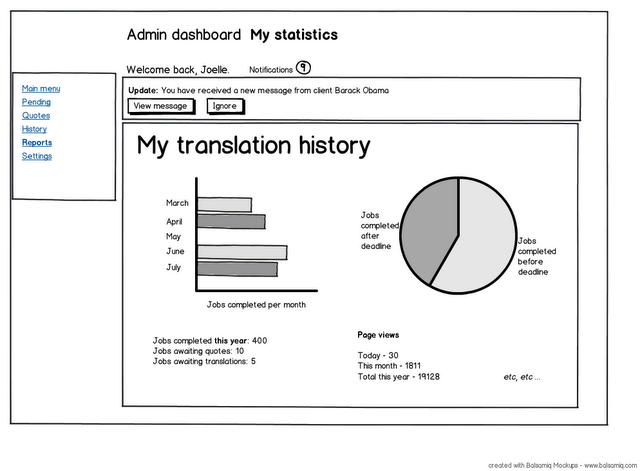 Admin dashboard My statistics
Welcome back, Joelle. Notifications 9
Main menu
Pending
Quotes
History
Reports
Settings
Update: You have received a new message from client Barack Obama
View message Ignore
My translation history
March
April
May
June
July
Jobs completed per month
Jobs
completed
after
deadline
Jobs
completed
before
deadline
Jobs completed this year: 400
Jobs awaiting quotes: 10
Jobs awaiting translations: 5
Page views
Today - 30
This month - 1811
Total this year - 19128
etc, etc ...
created with Balsamiq Mockups - www.balsamiq.com